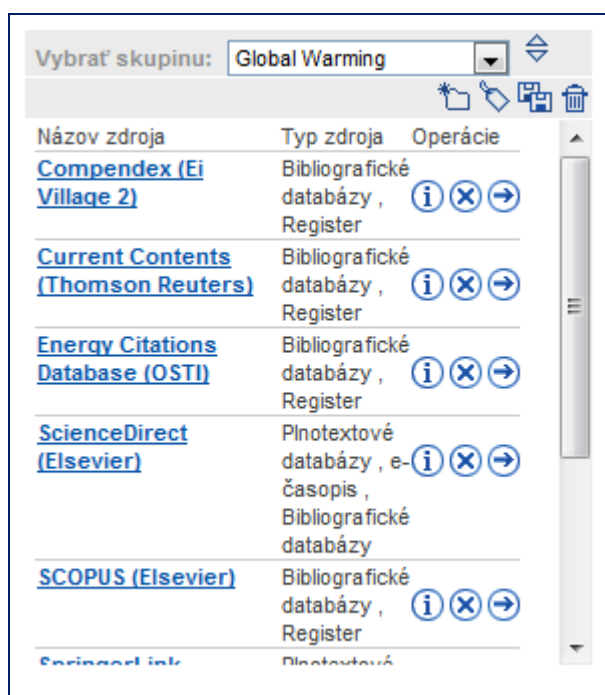 Vybrať skupinu: Global Warming
Názov zdroja Typ zdroja Operácie
Compendex (Ei Bibliografické
Village 2) databázy ,
Register
Current Contents Bibliografické
(Thomson Reuters) databázy ,
Register
Energy Citations Bibliografické
Database (OSTI) databázy ,
Register
ScienceDirect Plnotextové
(Elsevier) databázy , e-
časopis ,
Bibliografické
databázy
SCOPUS (Elsevier) Bibliografické
databázy ,
Register
SpringerLink Plnotextové